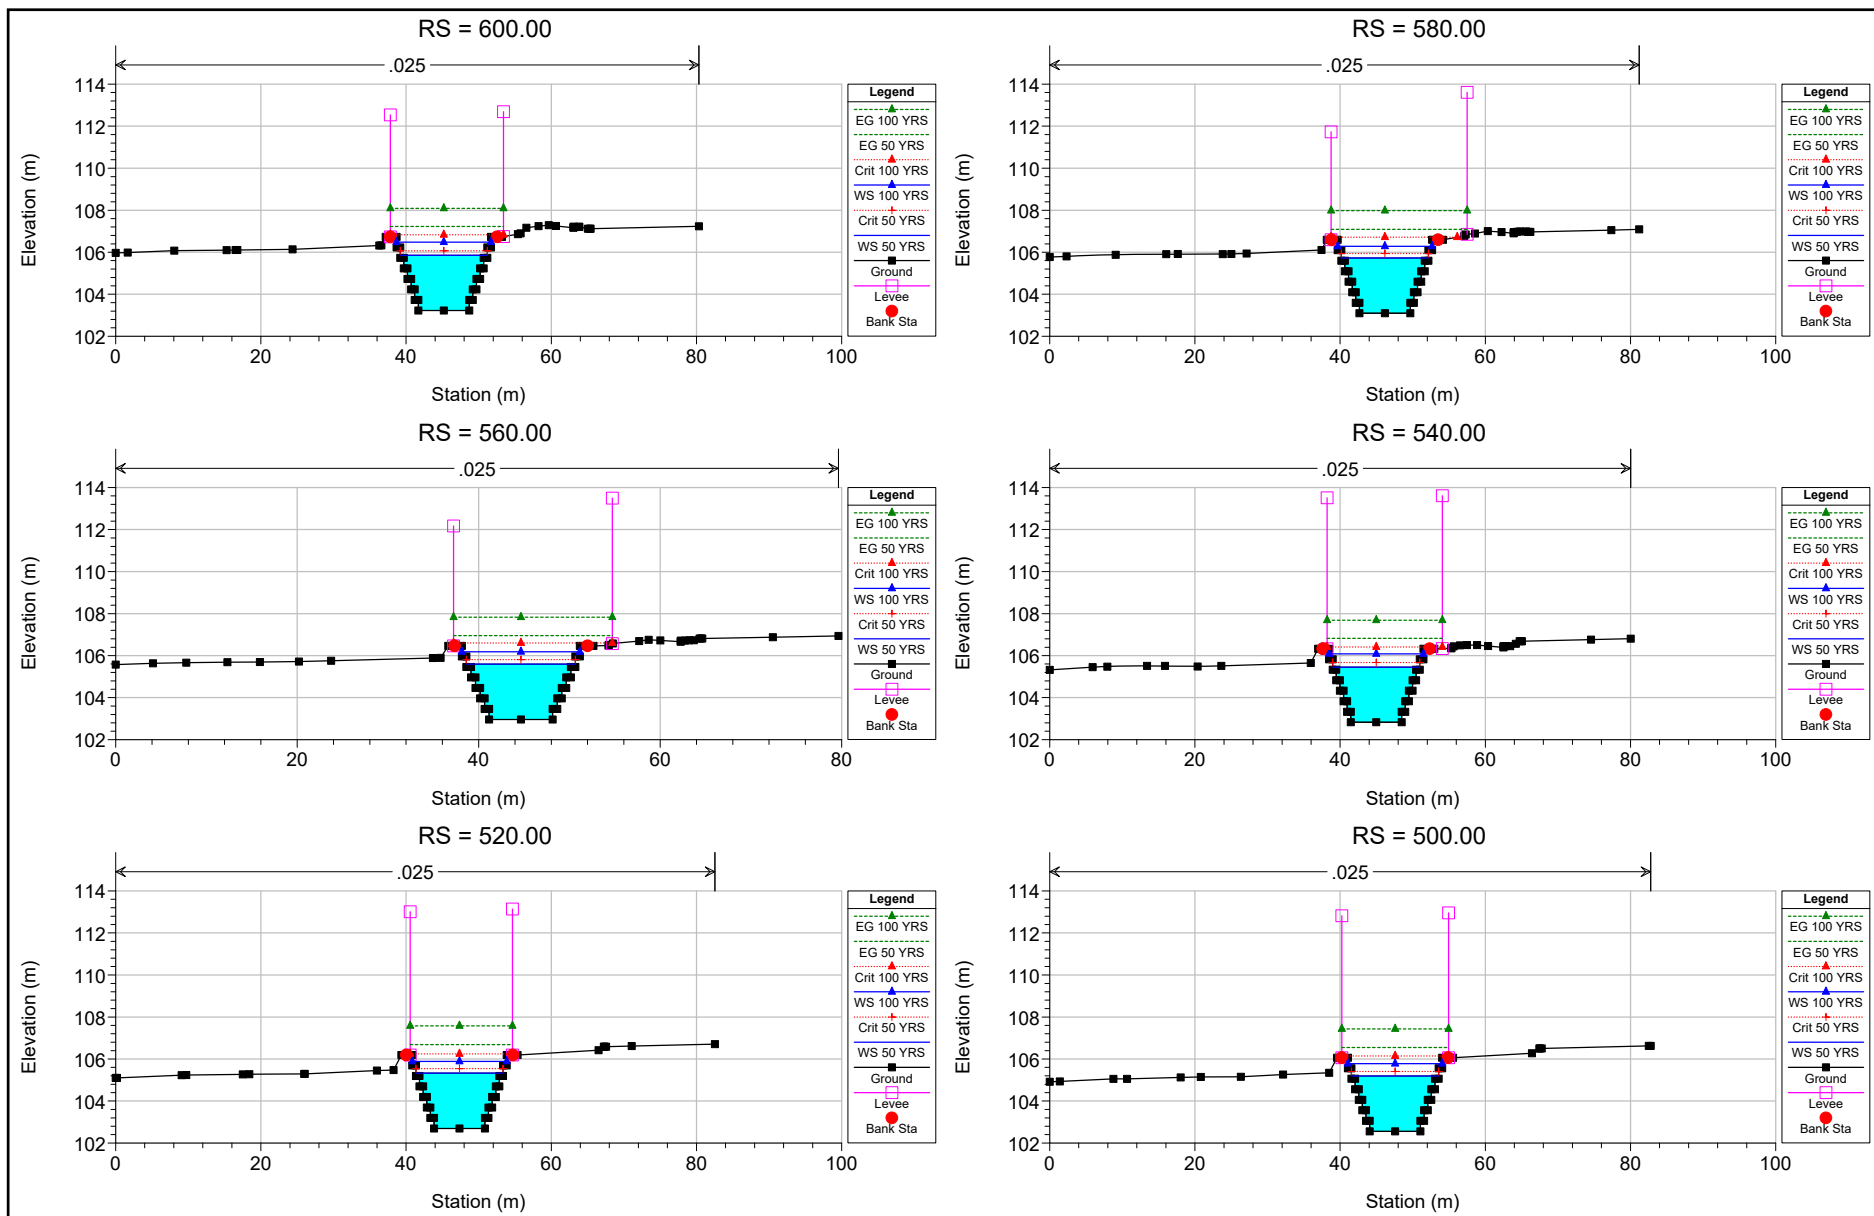 RS = 600.00
.025
114
112
110
108
106
104
102
0
20
40
60
80
100
Elevation (m)
Station (m)
Legend
EG 100 YRS
EG 50 YRS
Crit 100 YRS
WS 100 YRS
Crit 50 YRS
WS 50 YRS
Ground
Levee
Bank Sta
RS = 580.00
.025
114
112
110
108
106
104
102
0
20
40
60
80
100
Elevation (m)
Station (m)
Legend
EG 100 YRS
EG 50 YRS
Crit 100 YRS
WS 100 YRS
Crit 50 YRS
WS 50 YRS
Ground
Levee
Bank Sta
RS = 560.00
.025
114
112
110
108
106
104
102
0
20
40
60
80
Elevation (m)
Station (m)
Legend
EG 100 YRS
EG 50 YRS
Crit 100 YRS
WS 100 YRS
Crit 50 YRS
WS 50 YRS
Ground
Levee
Bank Sta
RS = 540.00
.025
114
112
110
108
106
104
102
0
20
40
60
80
100
Elevation (m)
Station (m)
Legend
EG 100 YRS
EG 50 YRS
Crit 100 YRS
WS 100 YRS
Crit 50 YRS
WS 50 YRS
Ground
Levee
Bank Sta
RS = 520.00
.025
114
112
110
108
106
104
102
0
20
40
60
80
100
Elevation (m)
Station (m)
Legend
EG 100 YRS
EG 50 YRS
Crit 100 YRS
WS 100 YRS
Crit 50 YRS
WS 50 YRS
Ground
Levee
Bank Sta
RS = 500.00
.025
114
112
110
108
106
104
102
0
20
40
60
80
100
Elevation (m)
Station (m)
Legend
EG 100 YRS
EG 50 YRS
Crit 100 YRS
WS 100 YRS
Crit 50 YRS
WS 50 YRS
Ground
Levee
Bank Sta